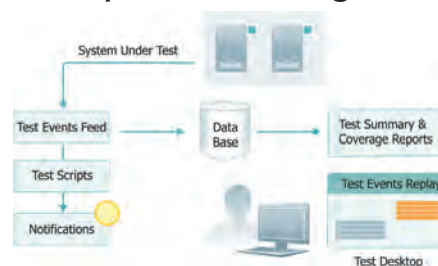 System Under Test
Test Events Feed
Data
Base
Test Summary &
Coverage Reports
Test Scripts
Test Events Replay
Notifications
Test Desktop